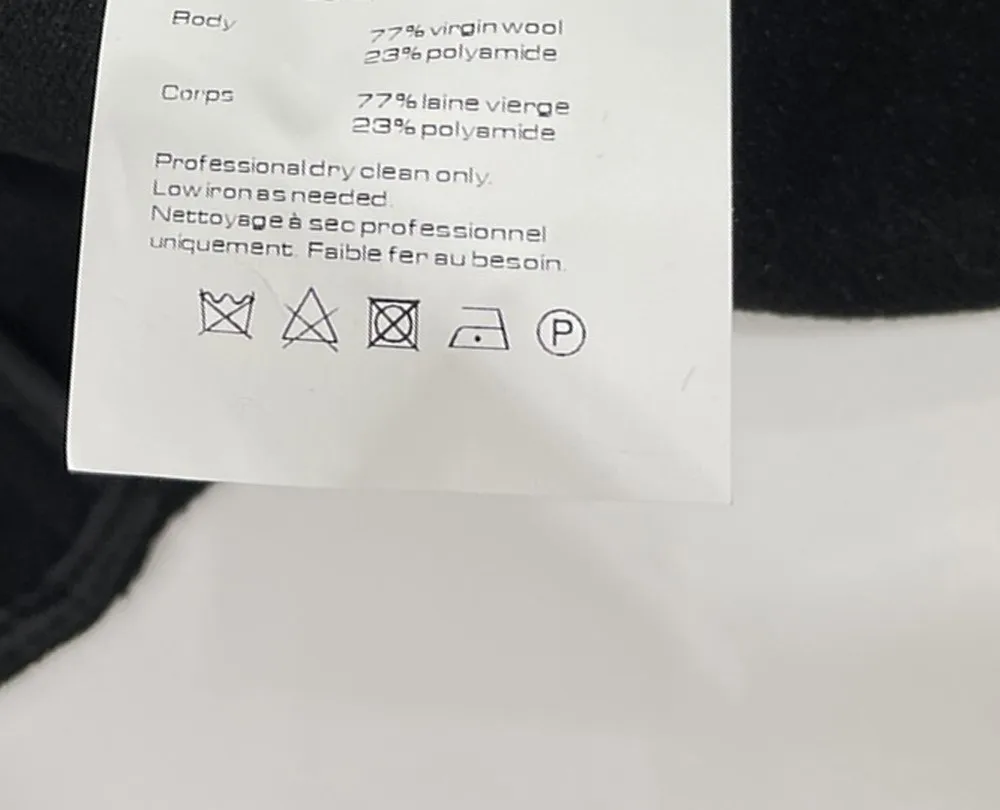 Body 77% virgin wool
23% polyamide
Corps 77% laine vierge
23% polyamide
Professional dry clean only.
Low iron as needed.
Nettoyage à sec professionnel
uniquement. Faible fer au besoin.
P